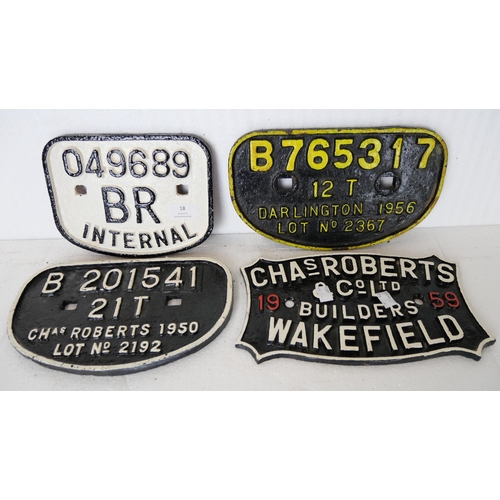 049689
BR
INTERNAL
B765317
12 T
DARLINGTON 1956
LOT NO 2367
B 201541
21T
CHAS ROBERTS 1950
LOT NO 2192
CHAS ROBERTS
CO LTD
19 BUILDERS 59
WAKEFIELD